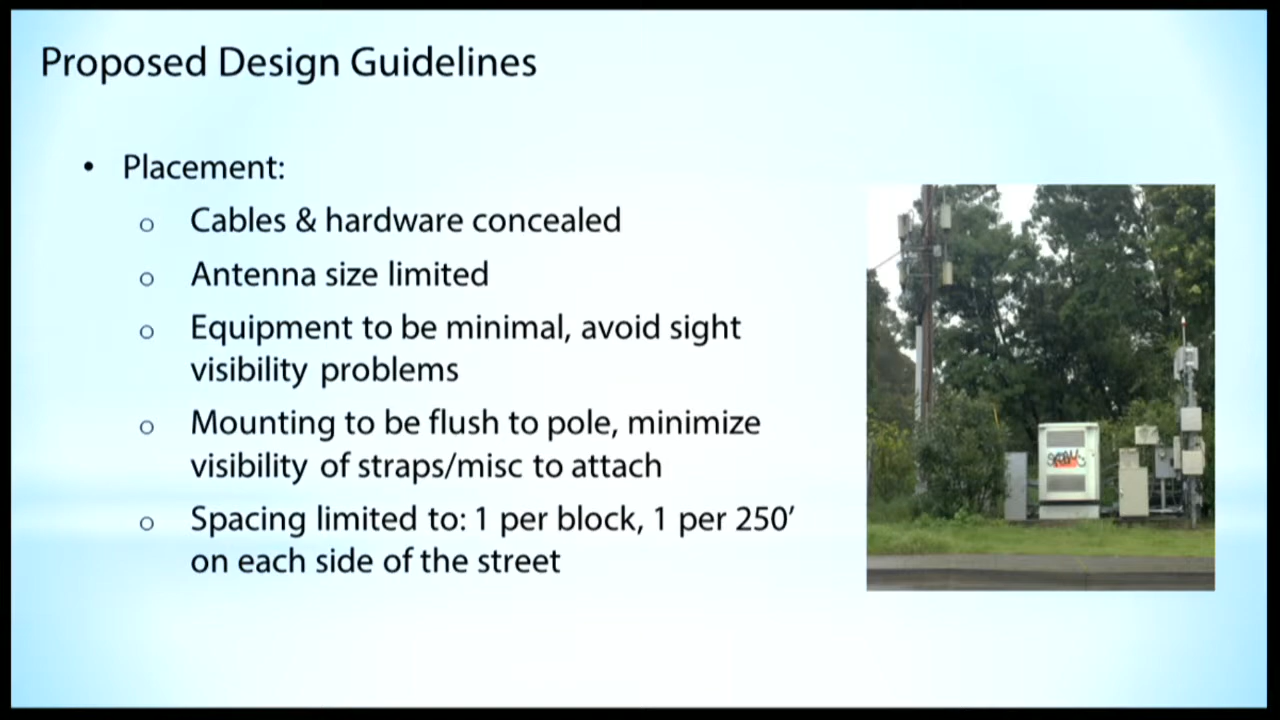 Proposed Design Guidelines
• Placement:
o Cables & hardware concealed
o Antenna size limited
o Equipment to be minimal, avoid sight
visibility problems
o Mounting to be flush to pole, minimize
visibility of straps/misc to attach
o Spacing limited to: 1 per block, 1 per 250′
on each side of the street